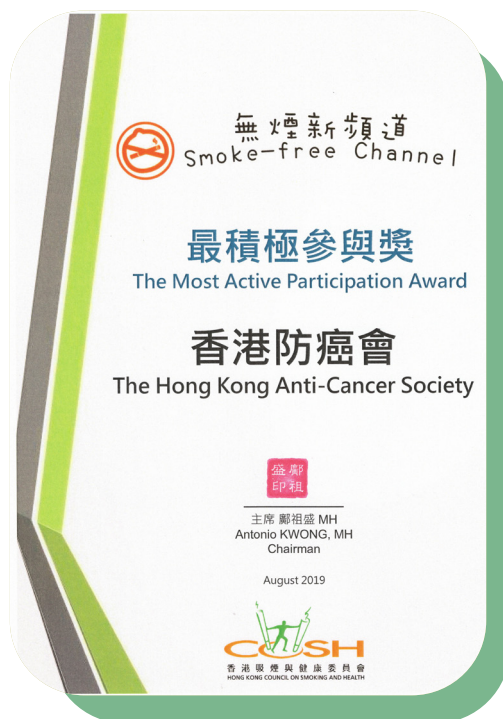 無煙新頻道
Smoke-free Channel
最積極參與獎
The Most Active Participation Award
香港防癌會
The Hong Kong Anti-Cancer Society
盛鄺
印祖
主席 鄺祖盛 MH
Antonio KWONG, MH
Chairman
August 2019
COSH
香港吸煙與健康委員會
HONG KONG COUNCIL ON SMOKING AND HEALTH